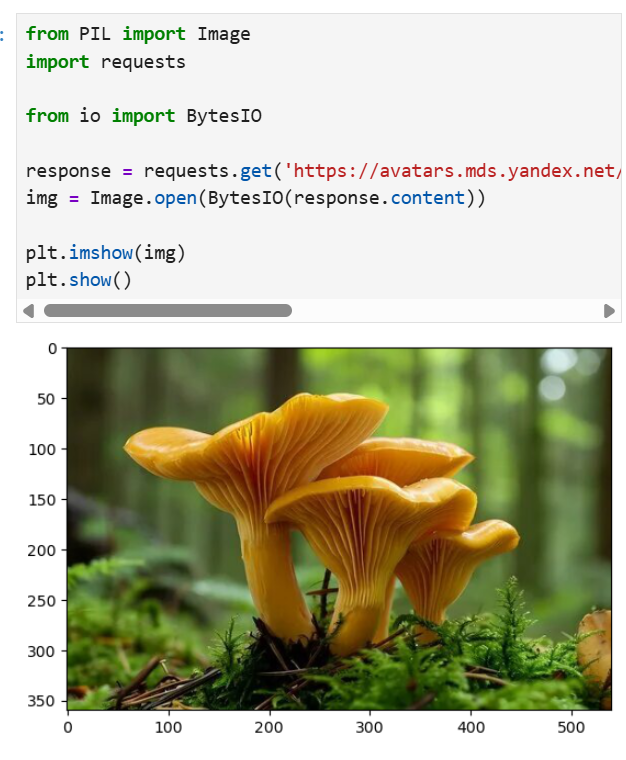 :
from PIL import Image
import requests
from io import BytesIO
response = requests.get('https://avatars.mds.yandex.net/
img = Image.open(BytesIO(response.content))
plt.imshow(img)
plt.show()
0
50
100
150
200
250
300
350
0 100 200 300 400 500